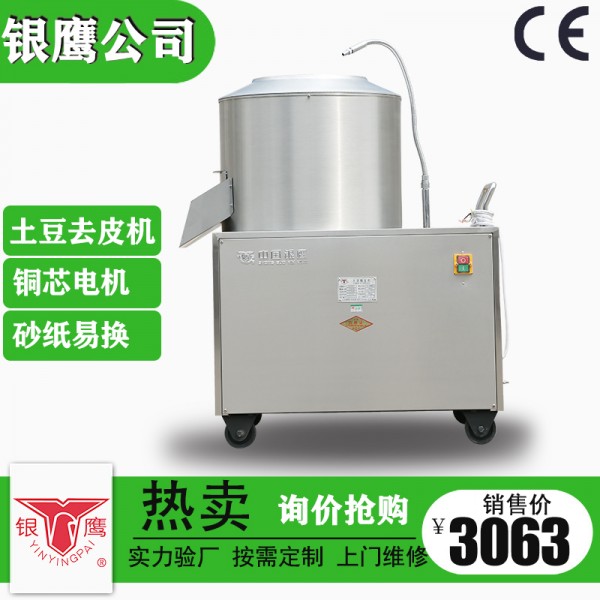 银鹰公司
CE
土豆去皮机
铜芯电机
砂纸易换
银鹰
YINYINGPAI
®
热卖 询价抢购
实力验厂 按需定制 上门维修
销售价
¥3063